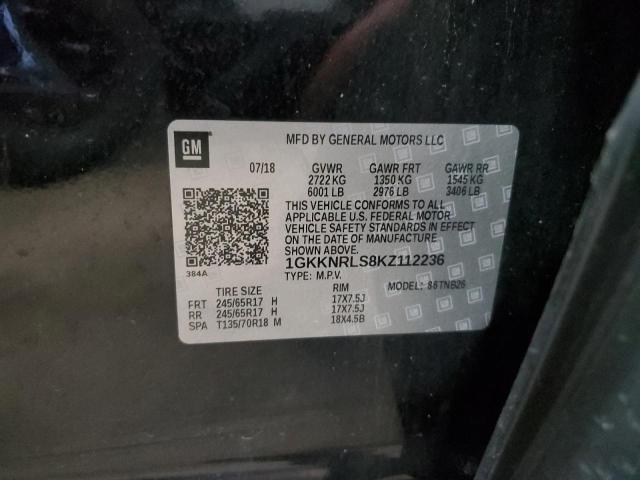 GM
MFD BY GENERAL MOTORS LLC
07/18 GVWR GAWR FRT GAWR RR
2722 KG 1350 KG 1545 KG
6001 LB 2976 LB 3406 LB
THIS VEHICLE CONFORMS TO ALL
APPLICABLE U.S. FEDERAL MOTOR
VEHICLE SAFETY STANDARDS IN EFFECT
ON THE DATE OF MANUFACTURE
SHOWN ABOVE.
384A
1GKKNRLS8KZ112236
TYPE: M.P.V. MODEL: 86TNB26
TIRE SIZE RIM
FRT 245/65R17 H 17X7.5J
RR 245/65R17 H 17X7.5J
SPA T135/70R18 M 18X4.5B